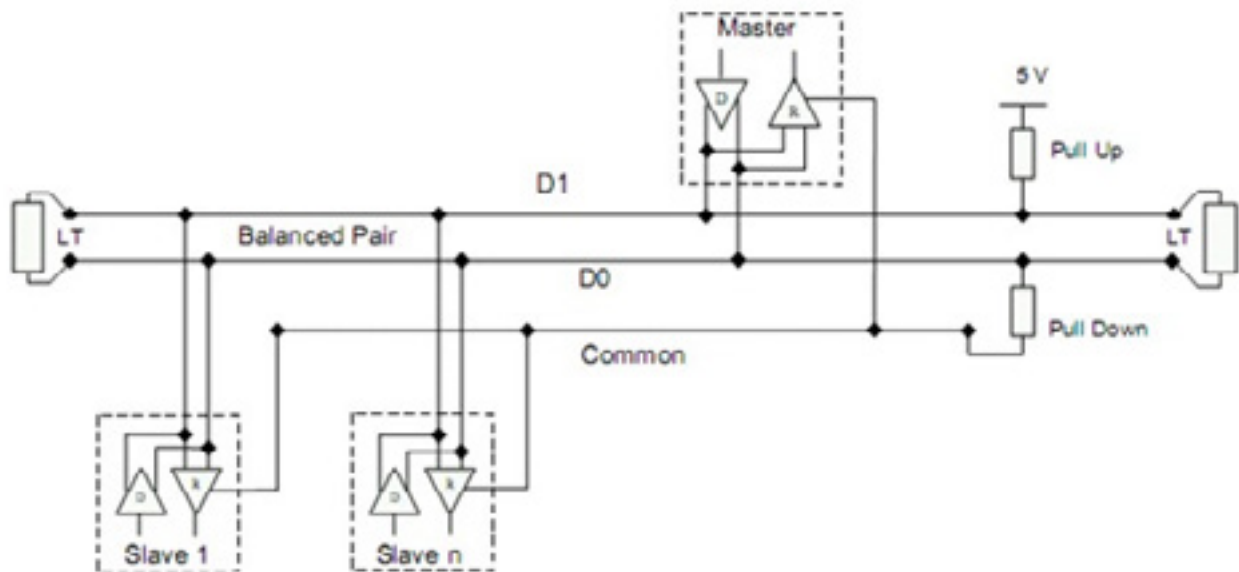 Master
D
R
5 V
Pull Up
D1
LT
Balanced Pair
LT
D0
Pull Down
Common
D
R
D
R
Slave 1
Slave n